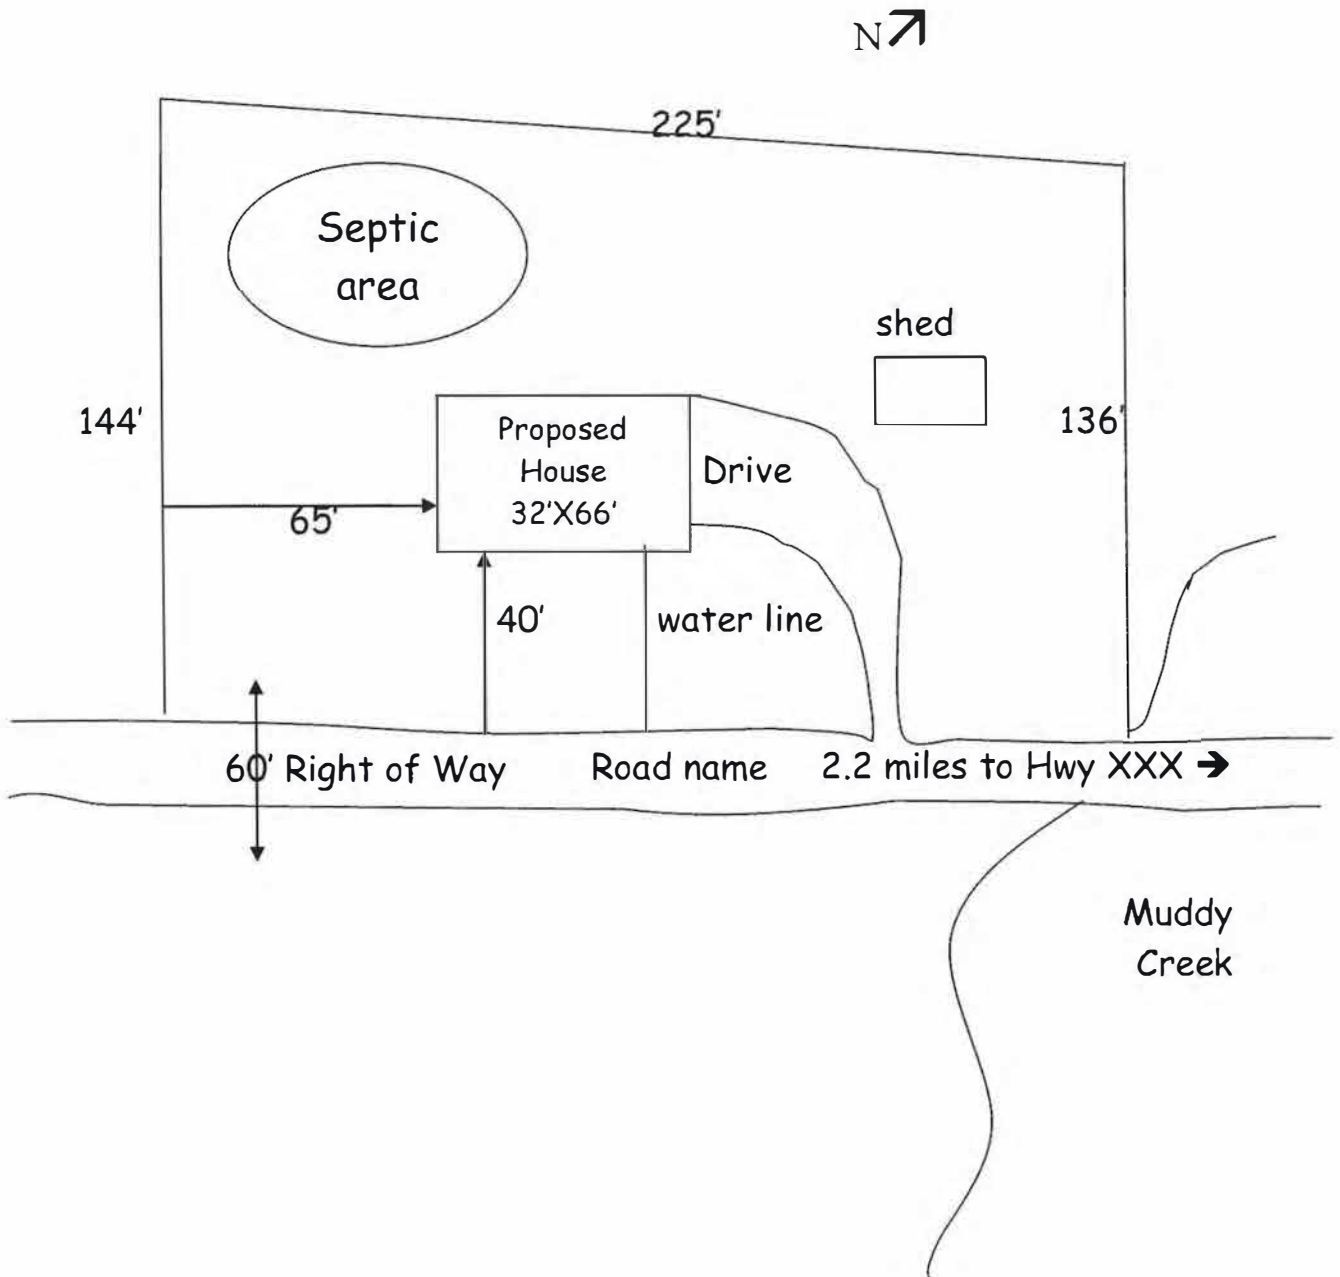 N
225'
Septic
area
shed
144'
136'
Proposed
House
32'X66'
Drive
65'
40'
water line
60' Right of Way
Road name
2.2 miles to Hwy XXX →
Muddy
Creek